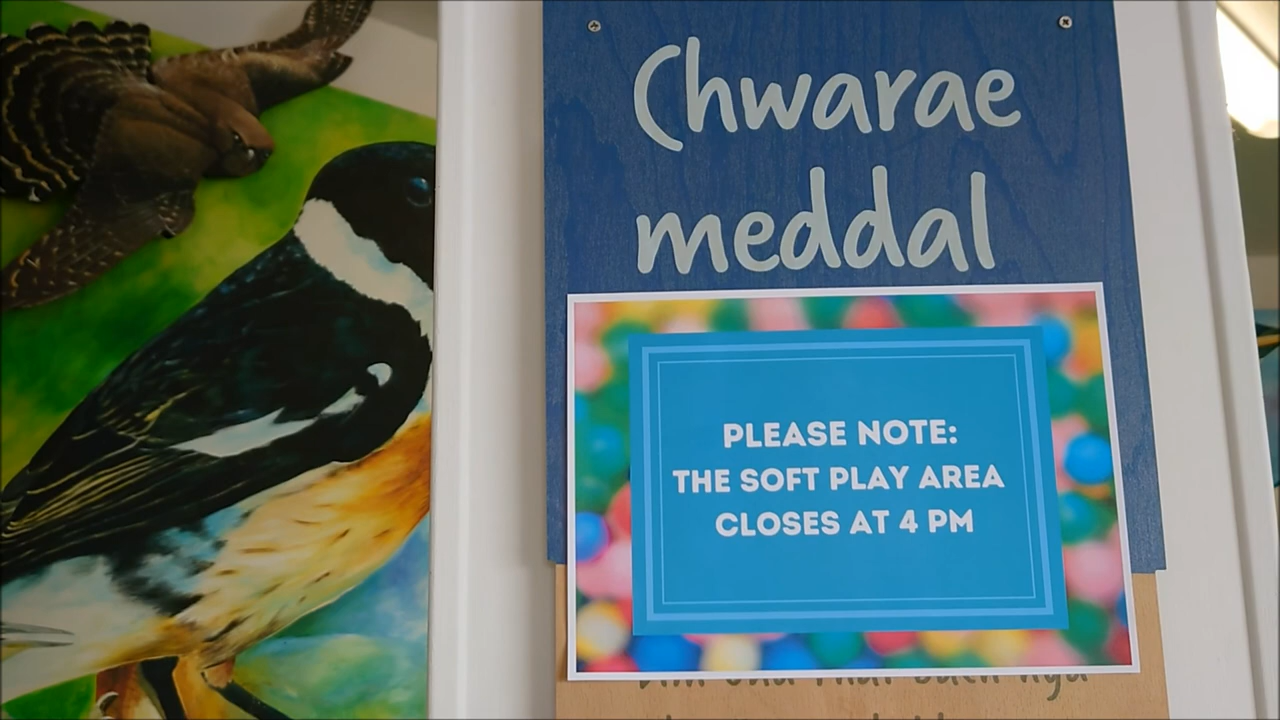 Chwarae
meddal
PLEASE NOTE:
THE SOFT PLAY AREA
CLOSES AT 4 PM